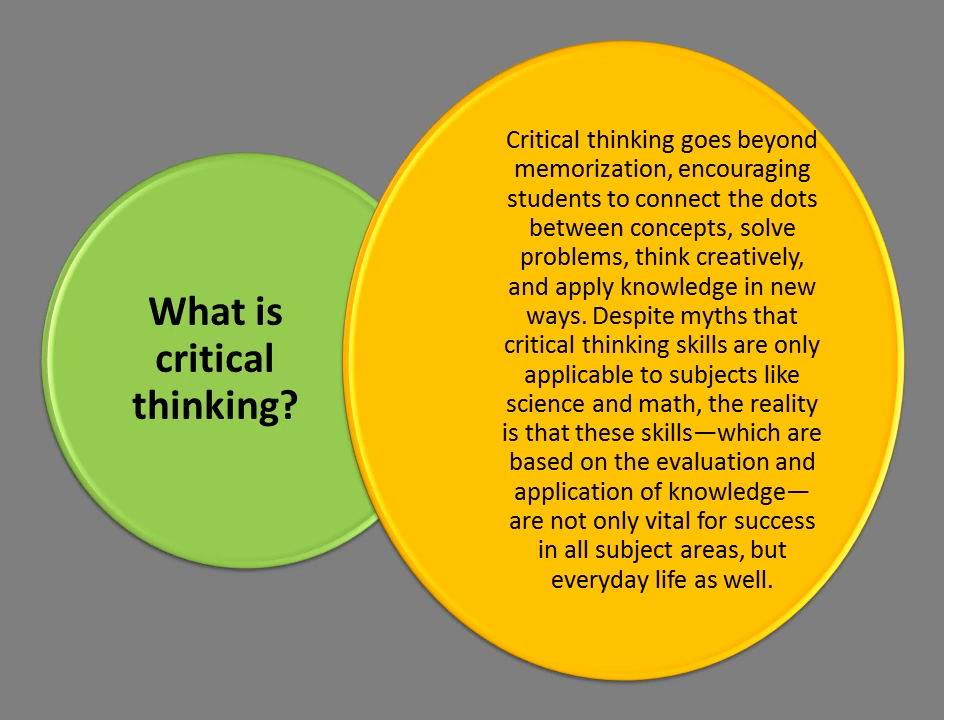 What is
critical
thinking?
Critical thinking goes beyond
memorization, encouraging
students to connect the dots
between concepts, solve
problems, think creatively,
and apply knowledge in new
ways. Despite myths that
critical thinking skills are only
applicable to subjects like
science and math, the reality
is that these skills—which are
based on the evaluation and
application of knowledge—
are not only vital for success
in all subject areas, but
everyday life as well.